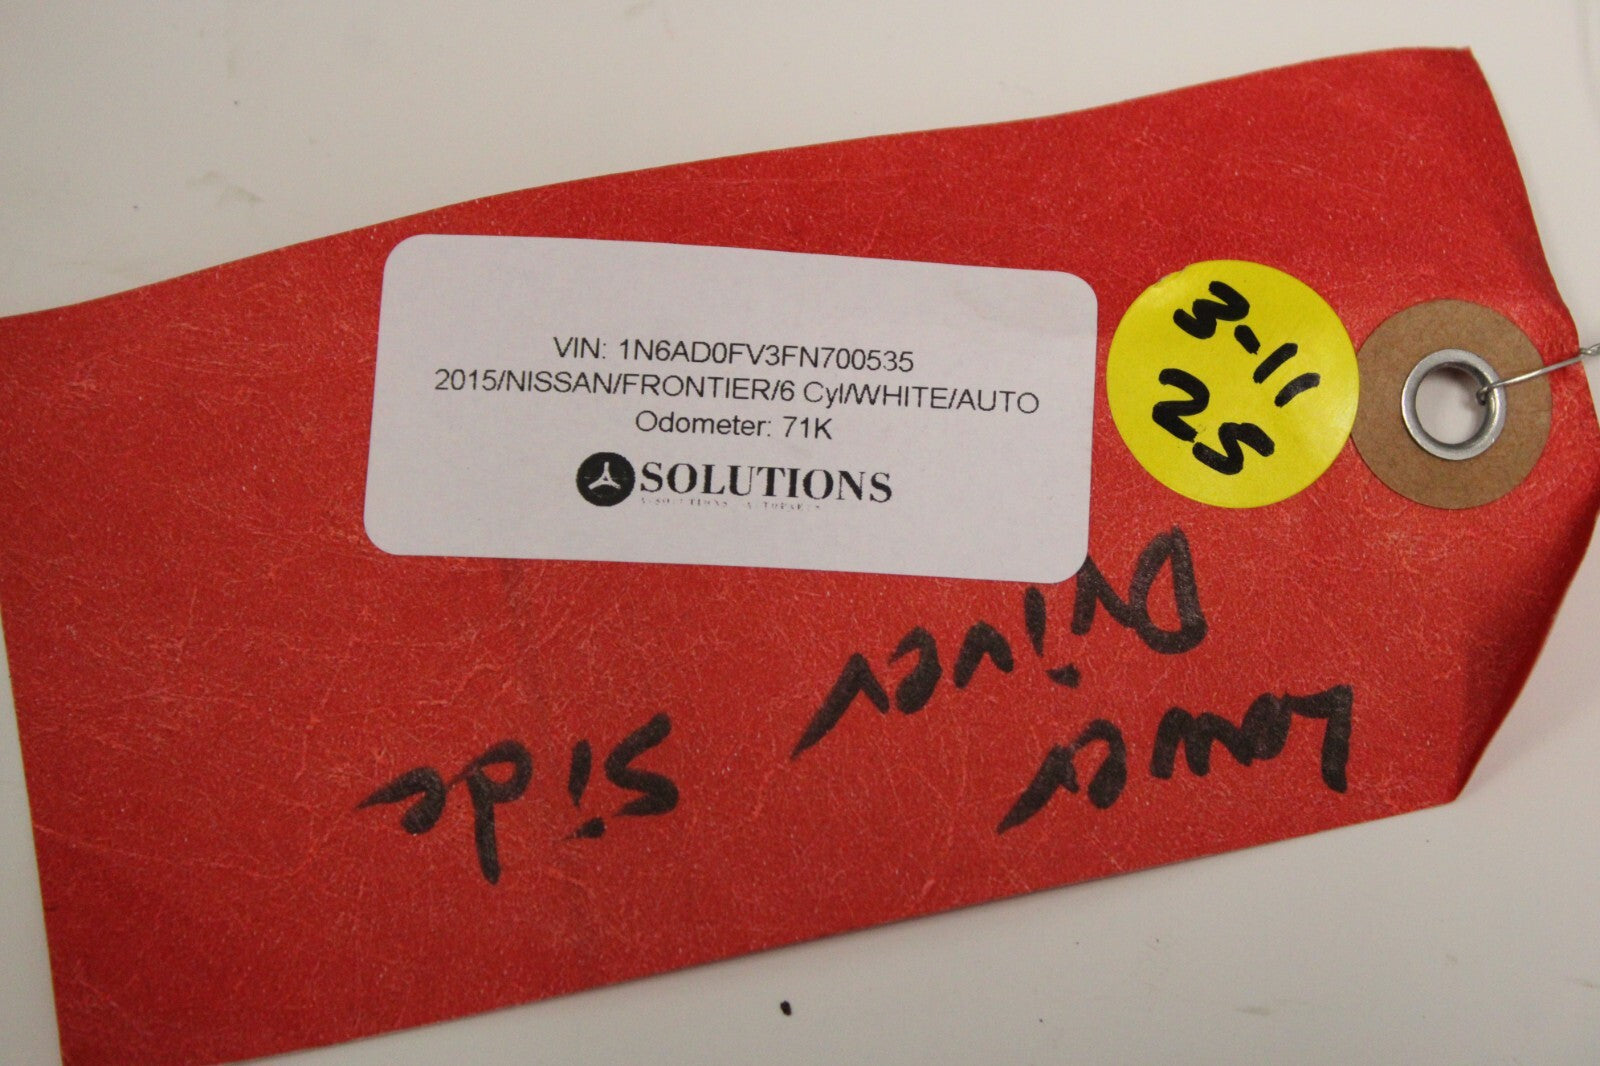 VIN: 1N6AD0FV3FN700535
2015/NISSAN/FRONTIER/6 Cyl/WHITE/AUTO
Odometer: 71K
SOLUTIONS
3-11
25
Lower
Driver side